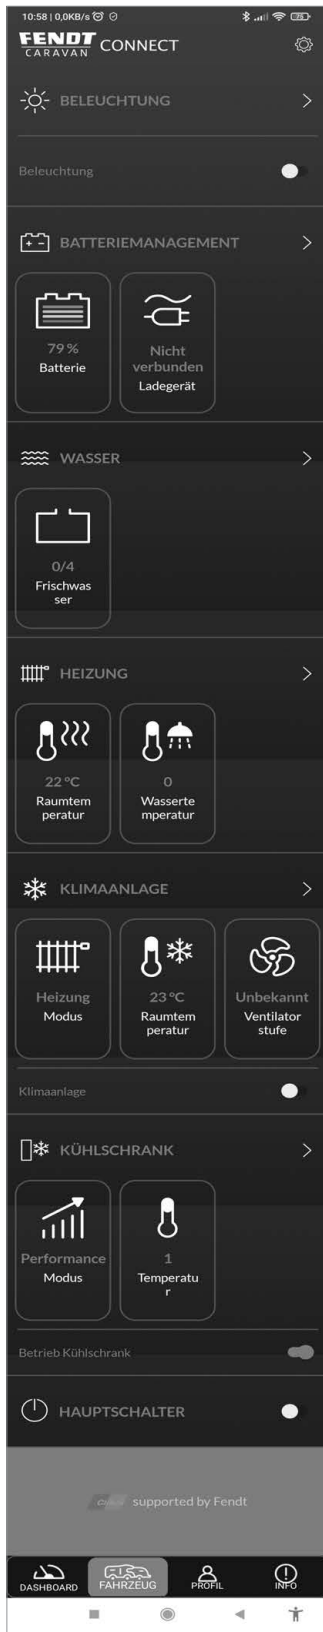 10:58 | 0,0KB/s
75
FENDT CONNECT
CARAVAN
BELEUCHTUNG
Beleuchtung
BATTERIEMANAGEMENT
79 %
Batterie
Nicht
verbunden
Ladegerät
WASSER
0/4
Frischwas
ser
HEIZUNG
22 °C
Raumtem
peratur
0
Wasserte
mperatur
KLIMAANLAGE
Heizung
Modus
23 °C
Raumtem
peratur
Unbekannt
Ventilator
stufe
Klimaanlage
KÜHLSCHRANK
Performance
Modus
1
Temperatu
r
Betrieb Kühlschrank
HAUPTSCHALTER
supported by Fendt
DASHBOARD
FAHRZEUG
PROFIL
INFO